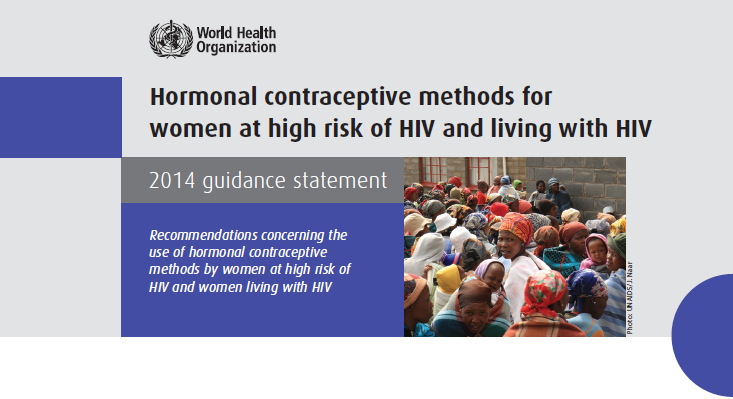 World Health
Organization
Hormonal contraceptive methods for
women at high risk of HIV and living with HIV
2014 guidance statement
Recommendations concerning the
use of hormonal contraceptive
methods by women at high risk of
HIV and women living with HIV
Photo: UNAIDS/J. Naar